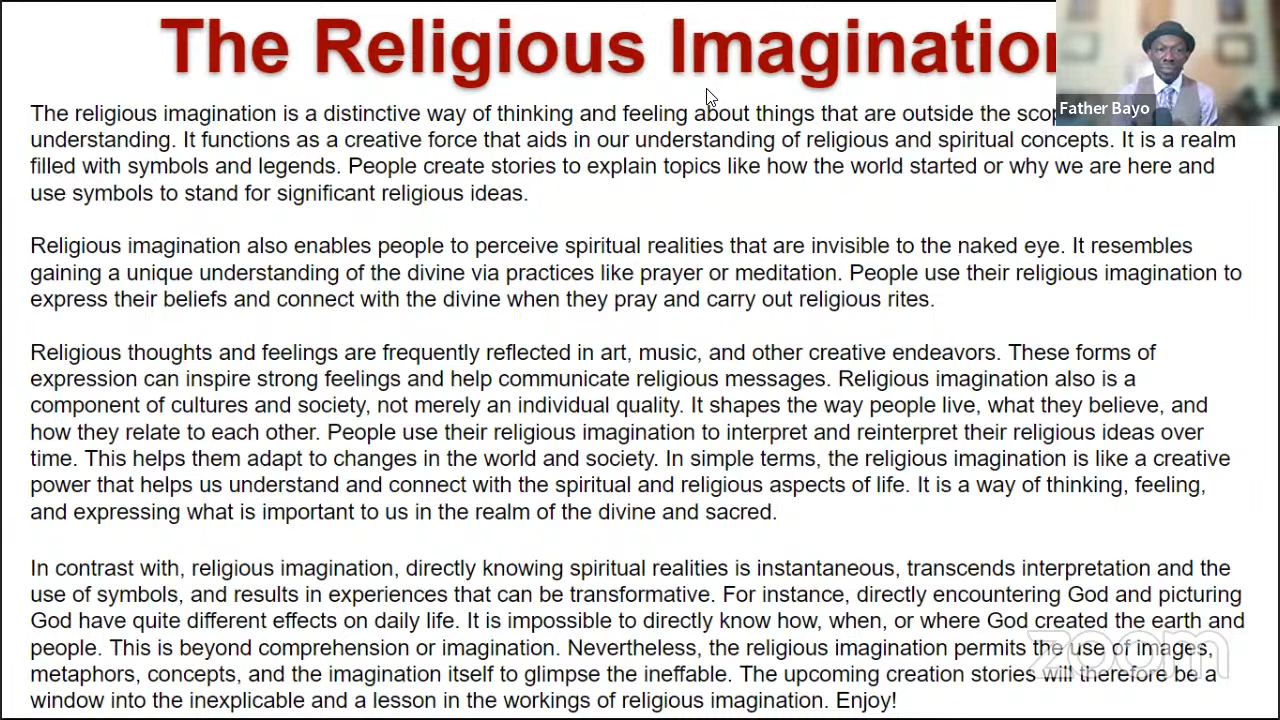 The Religious Imagination
Father Bayo
The religious imagination is a distinctive way of thinking and feeling about things that are outside the
understanding. It functions as a creative force that aids in our understanding of religious and spiritual concepts. It is a realm
filled with symbols and legends. People create stories to explain topics like how the world started or why we are here and
use symbols to stand for significant religious ideas.
Religious imagination also enables people to perceive spiritual realities that are invisible to the naked eye. It resembles
gaining a unique understanding of the divine via practices like prayer or meditation. People use their religious imagination to
express their beliefs and connect with the divine when they pray and carry out religious rites.
Religious thoughts and feelings are frequently reflected in art, music, and other creative endeavors. These forms of
expression can inspire strong feelings and help communicate religious messages. Religious imagination also is a
component of cultures and society, not merely an individual quality. It shapes the way people live, what they believe, and
how they relate to each other. People use their religious imagination to interpret and reinterpret their religious ideas over
time. This helps them adapt to changes in the world and society. In simple terms, the religious imagination is like a creative
power that helps us understand and connect with the spiritual and religious aspects of life. It is a way of thinking, feeling,
and expressing what is important to us in the realm of the divine and sacred.
In contrast with, religious imagination, directly knowing spiritual realities is instantaneous, transcends interpretation and the
use of symbols, and results in experiences that can be transformative. For instance, directly encountering God and picturing
God have quite different effects on daily life. It is impossible to directly know how, when, or where God created the earth and
people. This is beyond comprehension or imagination. Nevertheless, the religious imagination permits the use of images,
metaphors, concepts, and the imagination itself to glimpse the ineffable. The upcoming creation stories will therefore be a
window into the inexplicable and a lesson in the workings of religious imagination. Enjoy!
zoom